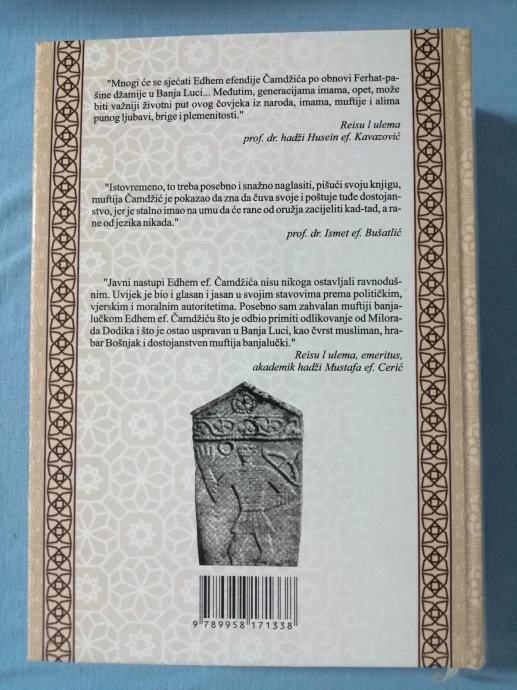 "Mnogi će se sjećati Edhem efendije Čamdžića po obnovi Ferhat-pa-
šine džamije u Banja Luci... Međutim, generacijama imama, opet, može
biti važniji životni put ovog čovjeka iz naroda, imama, muftije i alima
punog ljubavi, brige i plemenitosti."
Reisu l ulema
prof. dr. hadži Husein ef. Kavazović
"Istovremeno, to treba posebno i snažno naglasiti, pišući svoju knjigu,
muftija Čamdžić je pokazao da zna da čuva svoje i poštuje tuđe dostojan-
stvo, jer je stalno imao na umu da će rane od oružja zacijeliti kad-tad, a ra-
ne od jezika nikada."
prof. dr. Ismet ef. Bušatlić
"Javni nastupi Edhem ef. Čamdžića nisu nikoga ostavljali ravnoduš-
nim. Uvijek je bio i glasan i jasan u svojim stavovima prema političkim,
vjerskim i moralnim autoritetima. Posebno sam zahvalan muftiji banja-
lučkom Edhem ef. Čamdžiću što je odbio primiti odlikovanje od Milora-
da Dodika i što je ostao uspravan u Banja Luci, kao čvrst musliman, hra-
bar Bošnjak i dostojanstven muftija banjalučki."
Reisu l ulema, emeritus,
akademik hadži Mustafa ef. Cerić
9 789958 171338